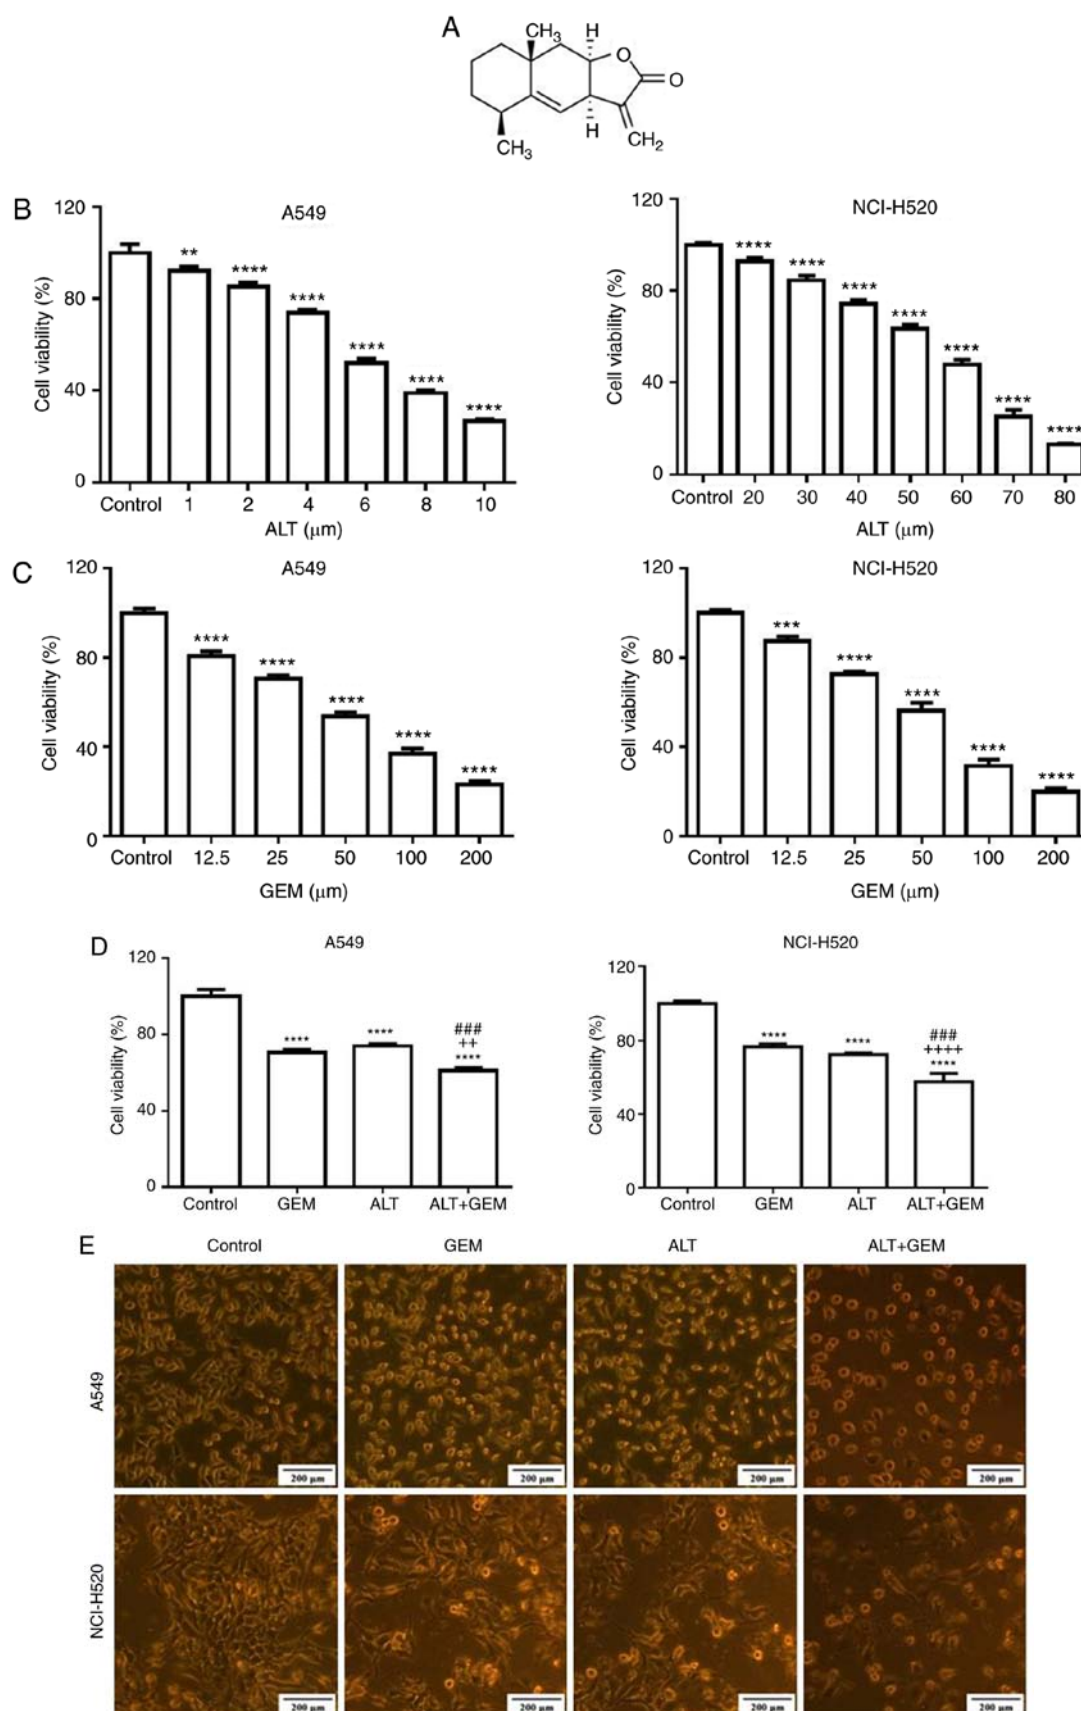 A
CH₃
H
O
O
H
CH₂
CH₃
B
A549
Cell viability (%)
120
80
40
0
**
****
****
****
****
****
Control 1 2 4 6 8 10
ALT (μm)
NCI-H520
Cell viability (%)
120
80
40
0
****
****
****
****
****
****
****
Control 20 30 40 50 60 70 80
ALT (μm)
C
A549
Cell viability (%)
120
80
40
0
****
****
****
****
****
Control 12.5 25 50 100 200
GEM (μm)
NCI-H520
Cell viability (%)
120
80
40
0
***
****
****
****
****
Control 12.5 25 50 100 200
GEM (μm)
D
A549
Cell viability (%)
120
80
40
0
****
****
###
++
****
Control GEM ALT ALT+GEM
NCI-H520
Cell viability (%)
120
80
40
0
****
****
###
++++
****
Control GEM ALT ALT+GEM
E
Control GEM ALT ALT+GEM
A549
200 μm 200 μm 200 μm 200 μm
NCI-H520
200 μm 200 μm 200 μm 200 μm